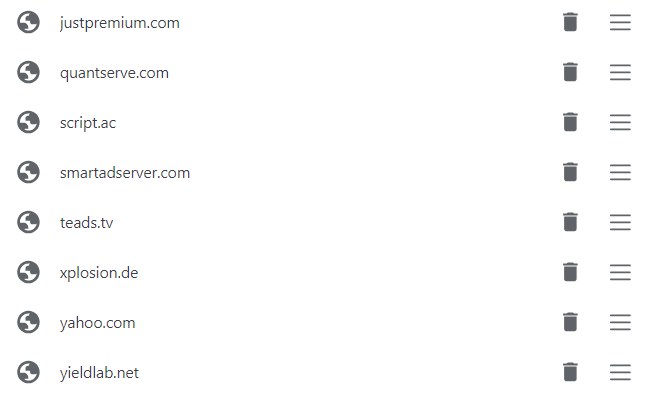 justpremium.com
quantserve.com
script.ac
smartadserver.com
teads.tv
xplosion.de
yahoo.com
yieldlab.net